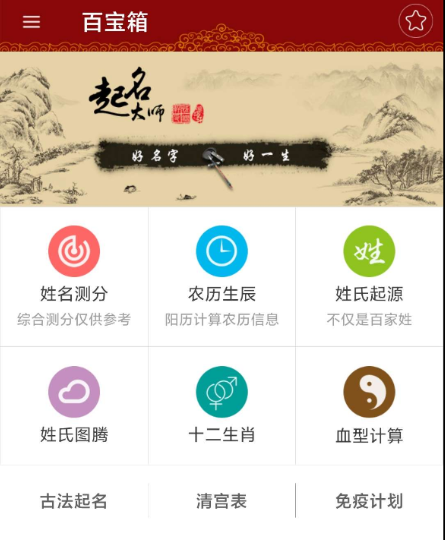 百宝箱
起名
大师
好名字 好一生
姓
姓名测分 农历生辰 姓氏起源
综合测分仅供参考 阳历计算农历信息 不仅是百家姓
姓氏图腾 十二生肖 血型计算
古法起名 清宫表 免疫计划